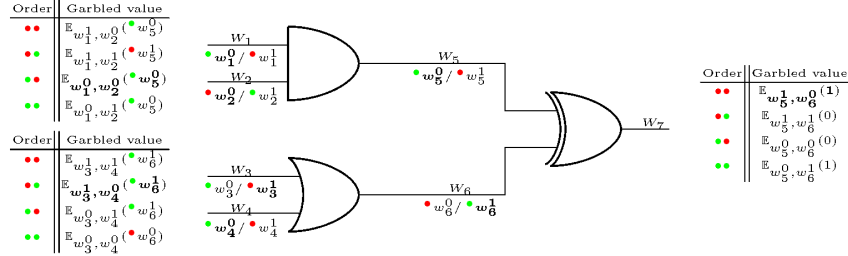 Order Garbled value
𝔼_{w_1^1,w_2^0}(w_5^0)
𝔼_{w_1^1,w_2^1}(w_5^1)
𝔼_{w_1^0,w_2^0}(w_5^0)
𝔼_{w_1^0,w_2^1}(w_5^0)
W_1
w_1^0/ w_1^1
W_2
w_2^0/ w_2^1
W_5
w_5^0/ w_5^1
Order Garbled value
𝔼_{w_3^1,w_4^1}(w_6^1)
𝔼_{w_3^1,w_4^0}(w_6^1)
𝔼_{w_3^0,w_4^1}(w_6^1)
𝔼_{w_3^0,w_4^0}(w_6^0)
W_3
w_3^0/ w_3^1
W_4
w_4^0/ w_4^1
W_6
w_6^0/ w_6^1
W_7
Order Garbled value
𝔼_{w_5^1,w_6^0}(1)
𝔼_{w_5^1,w_6^1}(0)
𝔼_{w_5^0,w_6^0}(0)
𝔼_{w_5^0,w_6^1}(1)